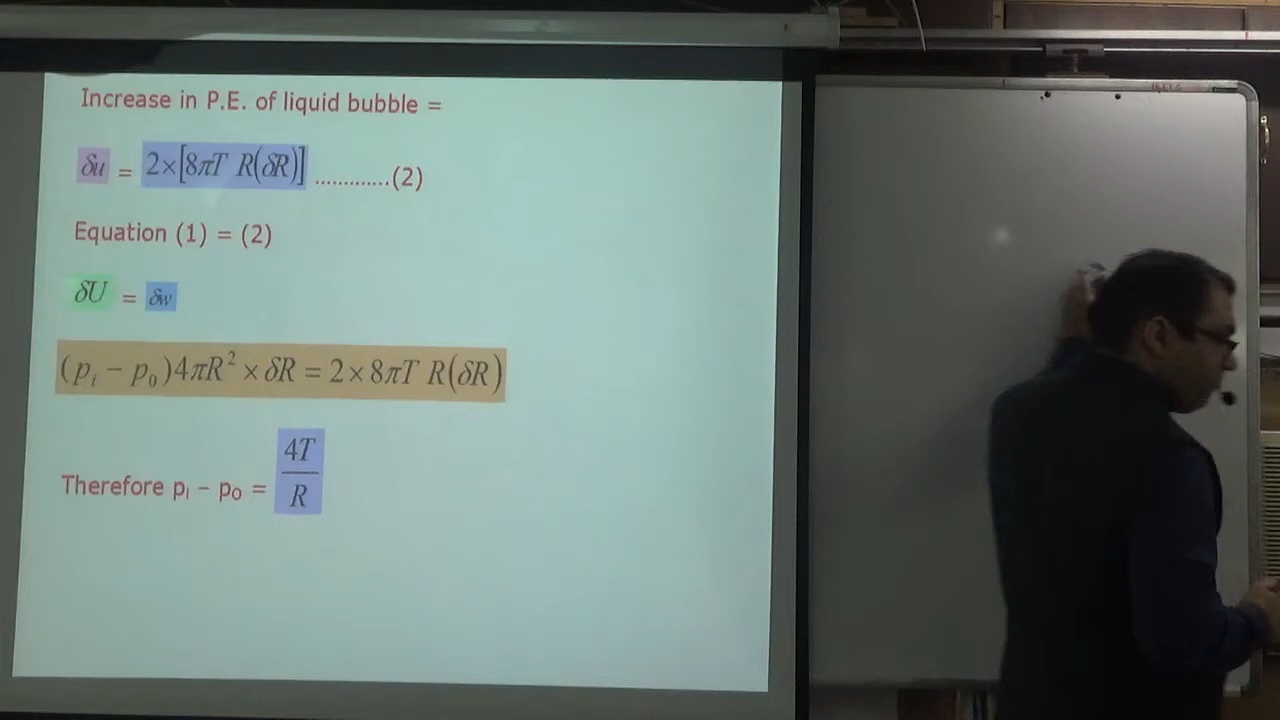 Increase in P.E. of liquid bubble =
δu = 2×[8πT R(δR)] .............(2)
Equation (1) = (2)
δU = δw
(pᵢ − p₀)4πR² × δR = 2×8πT R(δR)
Therefore pᵢ − p₀ = 4T/R